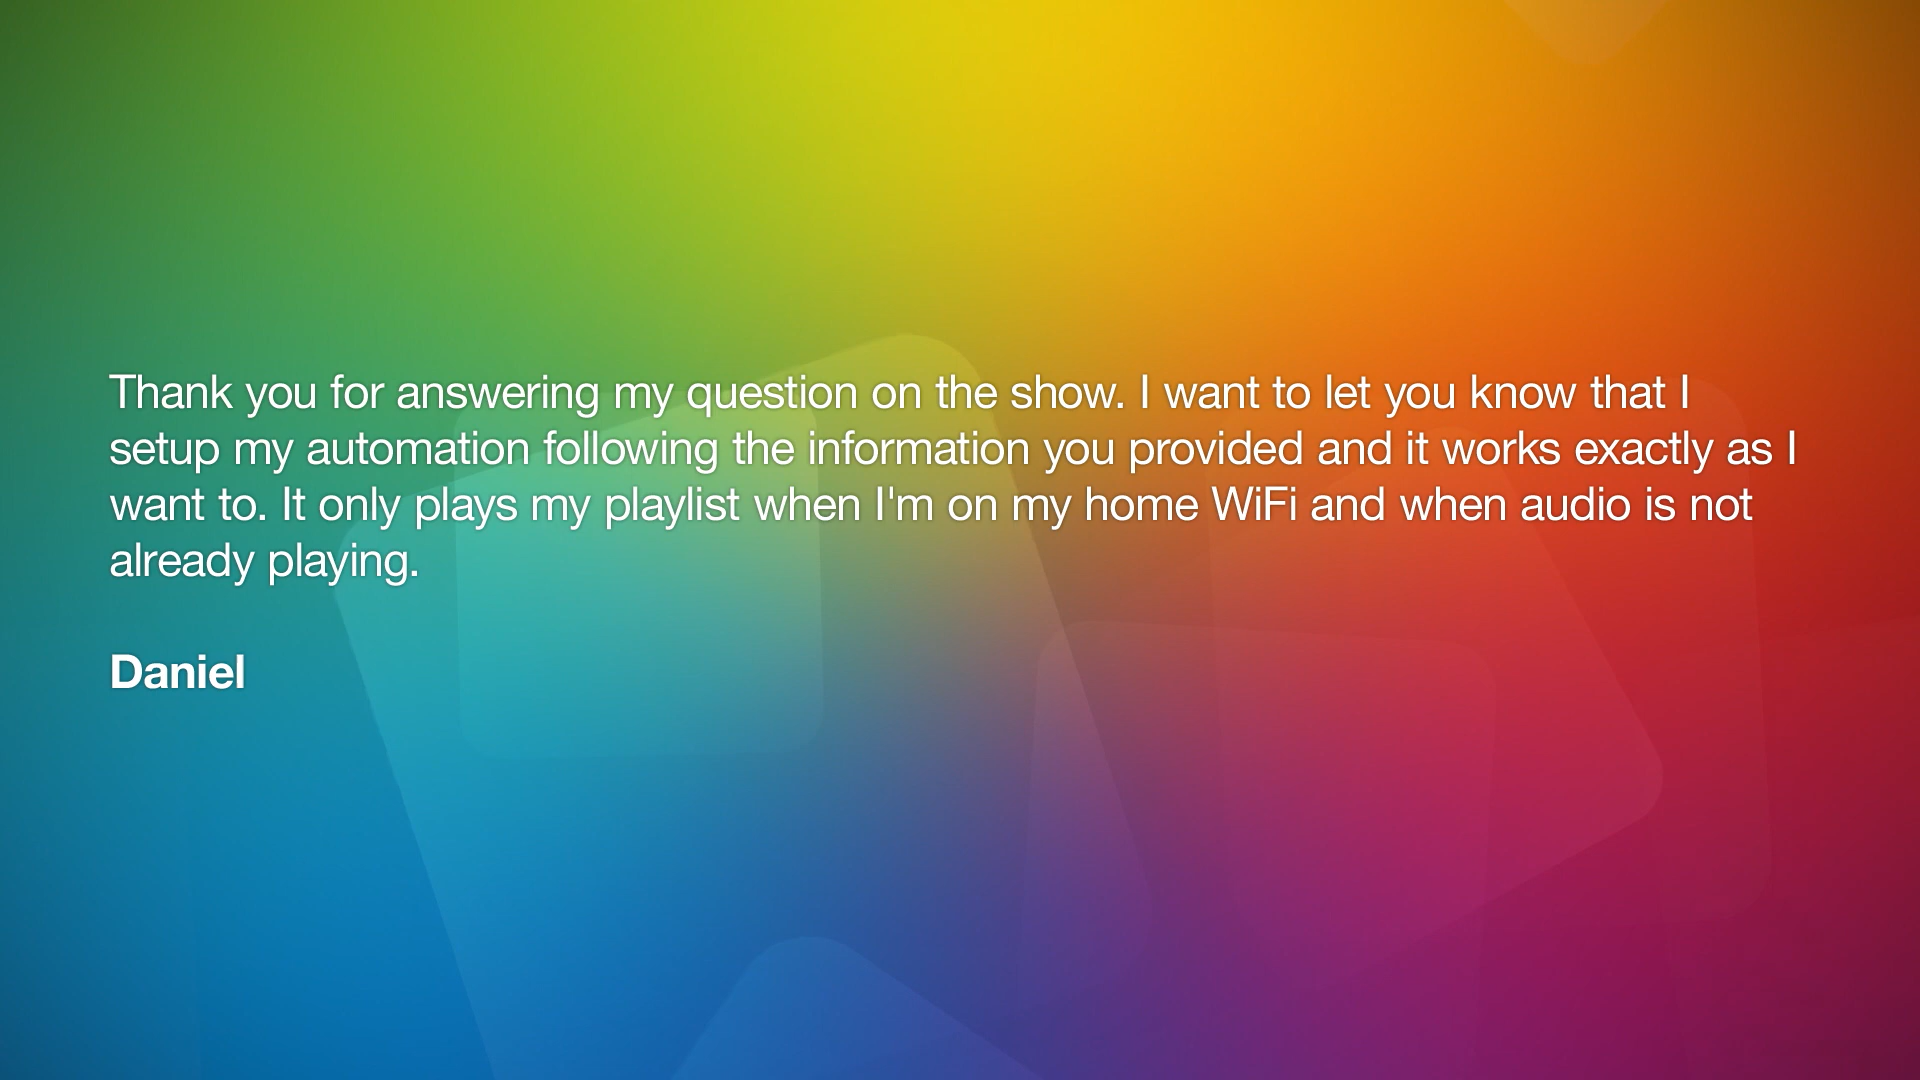 Thank you for answering my question on the show. I want to let you know that I
setup my automation following the information you provided and it works exactly as I
want to. It only plays my playlist when I'm on my home WiFi and when audio is not
already playing.
Daniel